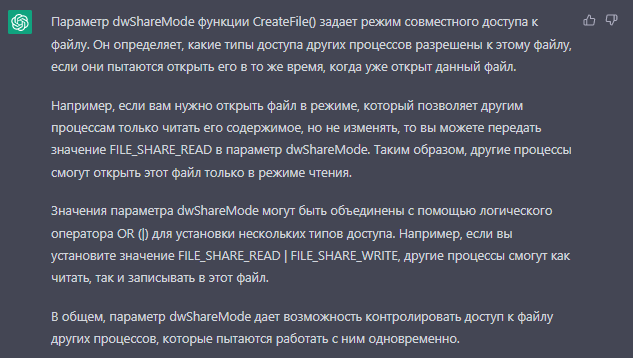 Параметр dwShareMode функции CreateFile() задает режим совместного доступа к
файлу. Он определяет, какие типы доступа других процессов разрешены к этому файлу,
если они пытаются открыть его в то же время, когда уже открыт данный файл.
Например, если вам нужно открыть файл в режиме, который позволяет другим
процессам только читать его содержимое, но не изменять, то вы можете передать
значение FILE_SHARE_READ в параметр dwShareMode. Таким образом, другие процессы
смогут открыть этот файл только в режиме чтения.
Значения параметра dwShareMode могут быть объединены с помощью логического
оператора OR (|) для установки нескольких типов доступа. Например, если вы
установите значение FILE_SHARE_READ | FILE_SHARE_WRITE, другие процессы смогут как
читать, так и записывать в этот файл.
В общем, параметр dwShareMode дает возможность контролировать доступ к файлу
других процессов, которые пытаются работать с ним одновременно.